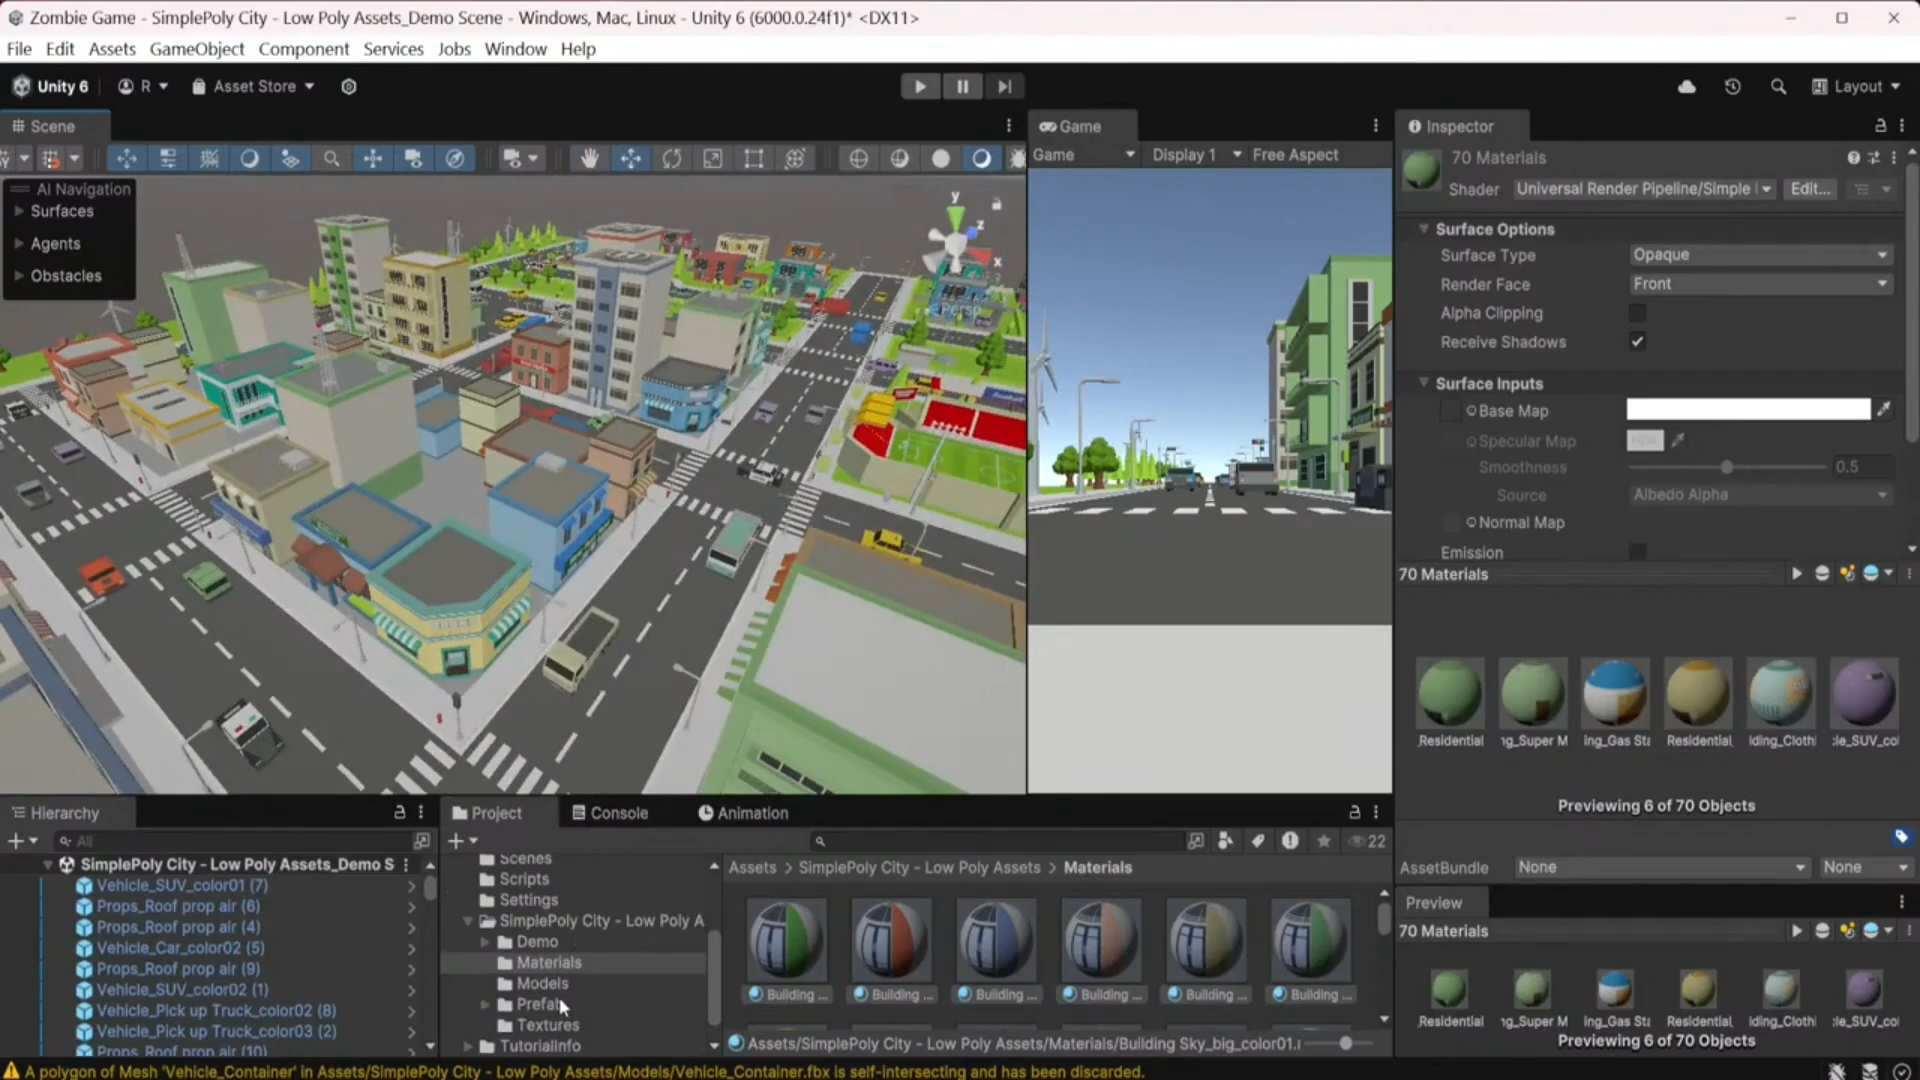 Zombie Game - SimplePoly City - Low Poly Assets_Demo Scene - Windows, Mac, Linux - Unity 6 (6000.0.24f1)* <DX11>
File Edit Assets GameObject Component Services Jobs Window Help
Unity 6 R Asset Store Layout
Scene
AI Navigation
Surfaces
Agents
Obstacles
y
z
x
Persp
Game
Game Display 1 Free Aspect
Inspector
70 Materials
Shader Universal Render Pipeline/Simple Edit...
Surface Options
Surface Type Opaque
Render Face Front
Alpha Clipping
Receive Shadows
Surface Inputs
Base Map
Specular Map HDR
Smoothness 0.5
Source Albedo Alpha
Normal Map
Emission
70 Materials
Residential ng_Super M ing_Gas Sta Residential lding_Clothi le_SUV_col
Previewing 6 of 70 Objects
AssetBundle None None
Preview
70 Materials
Residential ng_Super M ing_Gas Sta Residential lding_Clothi le_SUV_col
Previewing 6 of 70 Objects
Hierarchy
All
SimplePoly City - Low Poly Assets_Demo S
Vehicle_SUV_color01 (7)
Props_Roof prop air (6)
Props_Roof prop air (4)
Vehicle_Car_color02 (5)
Props_Roof prop air (9)
Vehicle_SUV_color02 (1)
Vehicle_Pick up Truck_color02 (8)
Vehicle_Pick up Truck_color03 (2)
Props_Roof prop air (10)
Project Console Animation
22
Scenes
Scripts
Settings
SimplePoly City - Low Poly A
Demo
Materials
Models
Prefab
Textures
TutorialInfo
Assets > SimplePoly City - Low Poly Assets > Materials
Building ... Building ... Building ... Building ... Building ... Building ...
Assets/SimplePoly City - Low Poly Assets/Materials/Building Sky_big_color01.
A polygon of Mesh 'Vehicle_Container' in Assets/SimplePoly City - Low Poly Assets/Models/Vehicle_Container.fbx is self-intersecting and has been discarded.